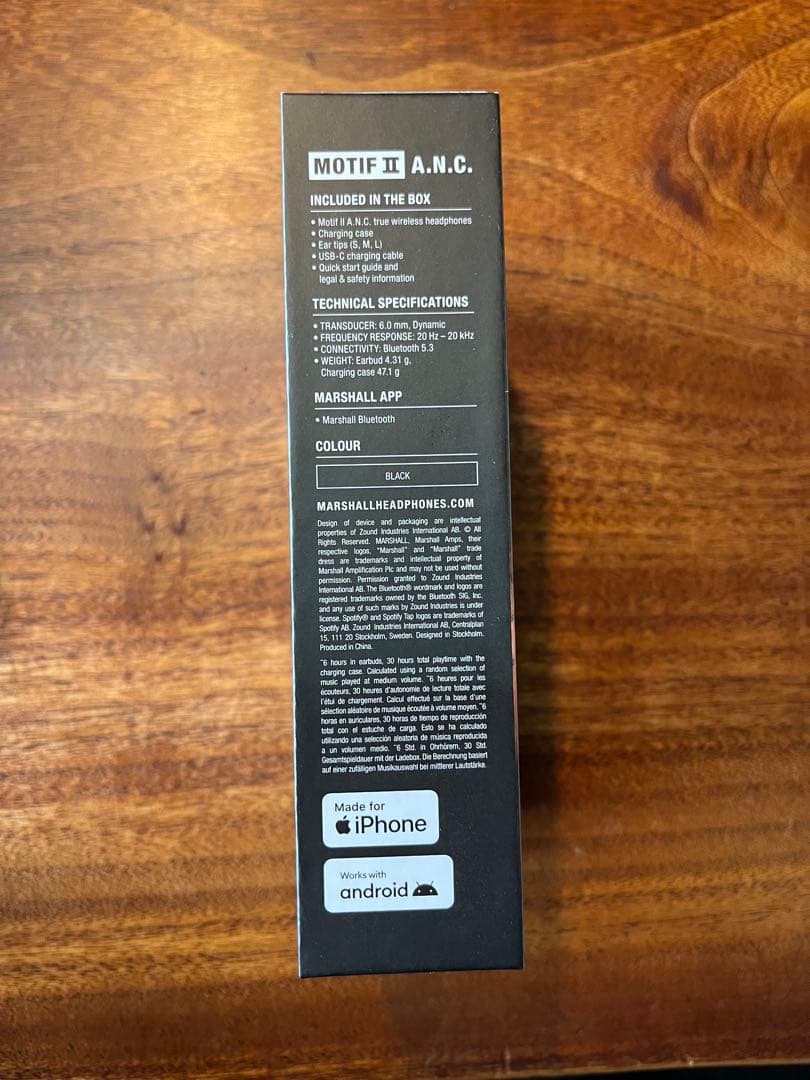 MOTIF II A.N.C.
INCLUDED IN THE BOX
• Motif II A.N.C. true wireless headphones
• Charging case
• Ear tips (S, M, L)
• USB-C charging cable
• Quick start guide and
legal & safety information
TECHNICAL SPECIFICATIONS
• TRANSDUCER: 6.0 mm, Dynamic
• FREQUENCY RESPONSE: 20 Hz – 20 kHz
• CONNECTIVITY: Bluetooth 5.3
• WEIGHT: Earbud 4.31 g,
Charging case 47.1 g
MARSHALL APP
• Marshall Bluetooth
COLOUR
BLACK
MARSHALLHEADPHONES.COM
Design of device and packaging are intellectual
properties of Zound Industries International AB. © All
Rights Reserved. MARSHALL, Marshall Amps, their
respective logos, "Marshall" and "Marshall" trade
dress are trademarks and intellectual property of
Marshall Amplification Plc and may not be used without
permission. Permission granted to Zound Industries
International AB. The Bluetooth® wordmark and logos are
registered trademarks owned by the Bluetooth SIG, Inc.
and any use of such marks by Zound Industries is under
license. Spotify® and Spotify Tap logos are trademarks of
Spotify AB. Zound Industries International AB, Centralplan
15, 111 20 Stockholm, Sweden. Designed in Stockholm.
Produced in China.
~6 hours in earbuds, 30 hours total playtime with the
charging case. Calculated using a random selection of
music played at medium volume. ~6 heures pour les
écouteurs, 30 heures d'autonomie de lecture totale avec
l'étui de chargement. Calcul effectué sur la base d'une
sélection aléatoire de musique écoutée à volume moyen. ~6
horas en auriculares, 30 horas de tiempo de reproducción
total con el estuche de carga. Esto se ha calculado
utilizando una selección aleatoria de música reproducida
a un volumen medio. ~6 Std. in Ohrhörern, 30 Std.
Gesamtspieldauer mit der Ladebox. Die Berechnung basiert
auf einer zufälligen Musikauswahl bei mittlerer Lautstärke.
Made for
iPhone
Works with
android